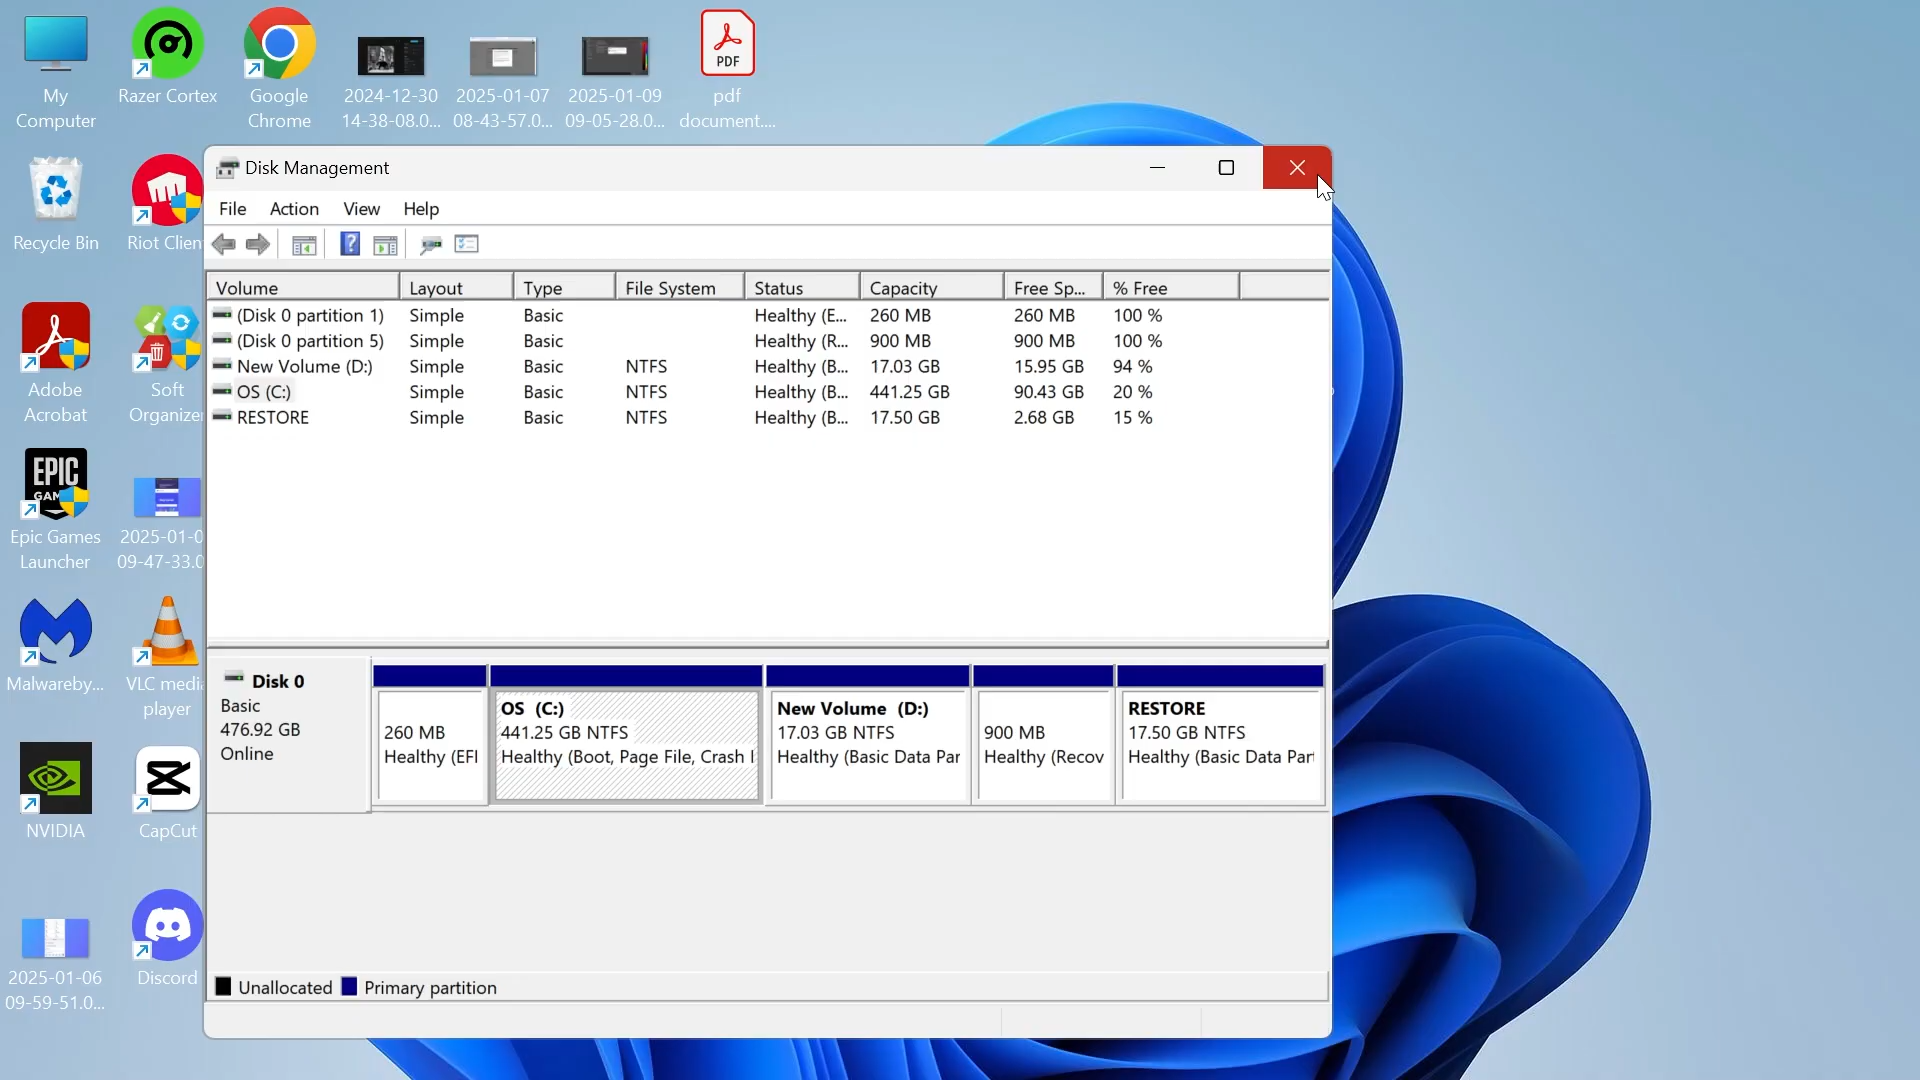 My
Computer
Razer Cortex
Google
Chrome
2024-12-30
14-38-08.0...
2025-01-07
08-43-57.0...
2025-01-09
09-05-28.0...
PDF
pdf
document....
Recycle Bin
Riot Clien
Adobe
Acrobat
Soft
Organize
EPIC
GAM
Epic Games
Launcher
2025-01-0
09-47-33.0
Malwareby...
VLC medi
player
NVIDIA
CapCut
2025-01-06
09-59-51.0...
Discord
Disk Management
File Action View Help
Volume Layout Type File System Status Capacity Free Sp... % Free
(Disk 0 partition 1) Simple Basic Healthy (E... 260 MB 260 MB 100 %
(Disk 0 partition 5) Simple Basic Healthy (R... 900 MB 900 MB 100 %
New Volume (D:) Simple Basic NTFS Healthy (B... 17.03 GB 15.95 GB 94 %
OS (C:) Simple Basic NTFS Healthy (B... 441.25 GB 90.43 GB 20 %
RESTORE Simple Basic NTFS Healthy (B... 17.50 GB 2.68 GB 15 %
Disk 0
Basic
476.92 GB
Online
260 MB
Healthy (EFI
OS (C:)
441.25 GB NTFS
Healthy (Boot, Page File, Crash
New Volume (D:)
17.03 GB NTFS
Healthy (Basic Data Par
900 MB
Healthy (Recov
RESTORE
17.50 GB NTFS
Healthy (Basic Data Par
Unallocated Primary partition